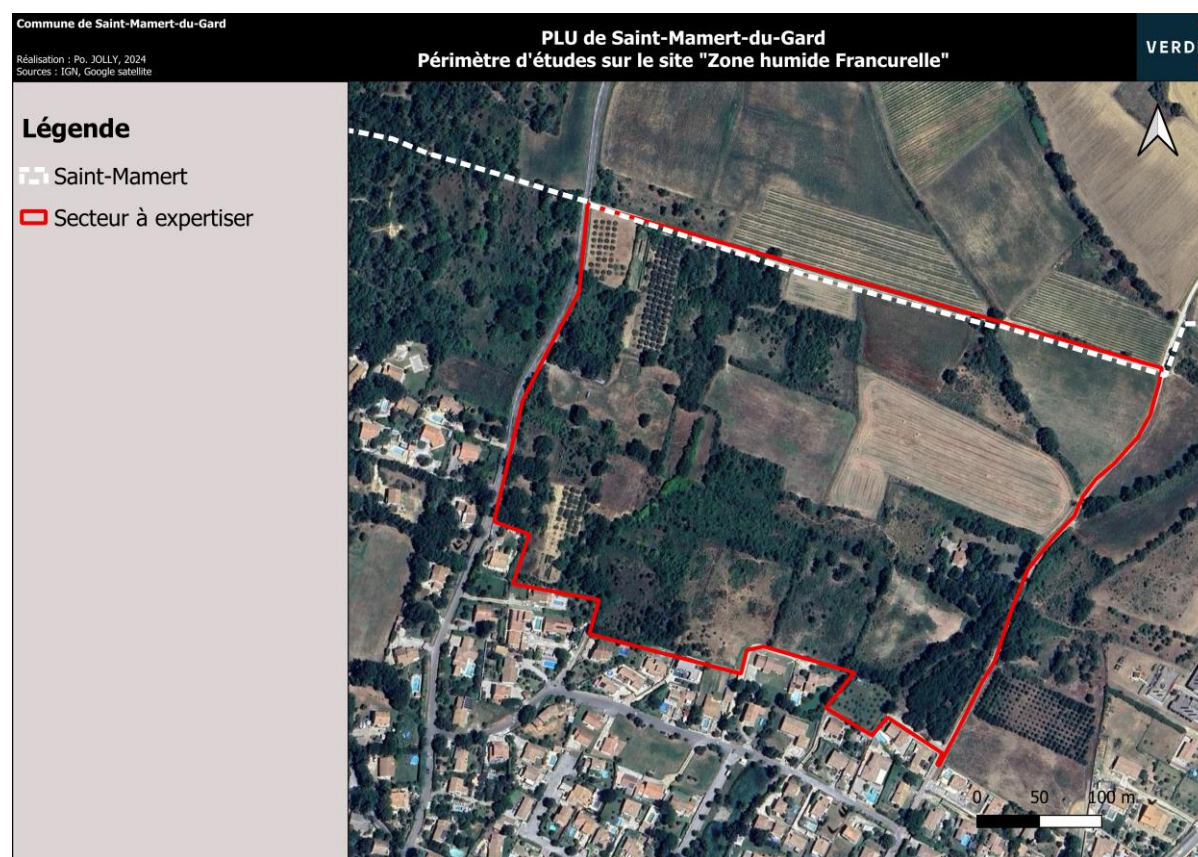 Commune de Saint-Mamert-du-Gard
Réalisation : Po. JOLLY, 2024
Sources : IGN, Google satellite
PLU de Saint-Mamert-du-Gard
Périmètre d'études sur le site "Zone humide Francurelle"
VERD
Légende
Saint-Mamert
Secteur à expertiser
0 50 100 m